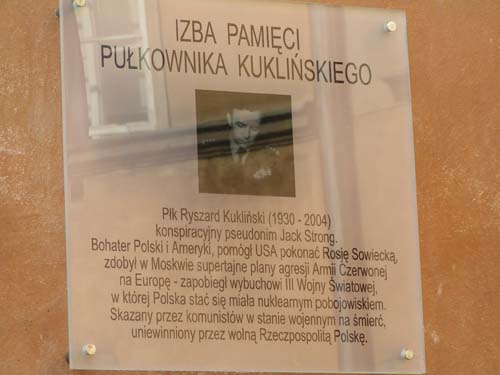 IZBA PAMIĘCI
PUŁKOWNIKA KUKLIŃSKIEGO
Płk Ryszard Kukliński (1930 - 2004)
konspiracyjny pseudonim Jack Strong.
Bohater Polski i Ameryki, pomógł USA pokonać Rosję Sowiecką,
zdobył w Moskwie supertajne plany agresji Armii Czerwonej
na Europę - zapobiegł wybuchowi III Wojny Światowej,
w której Polska stać się miała nuklearnym pobojowiskiem.
Skazany przez komunistów w stanie wojennym na śmierć,
uniewinniony przez wolną Rzeczpospolitą Polskę.